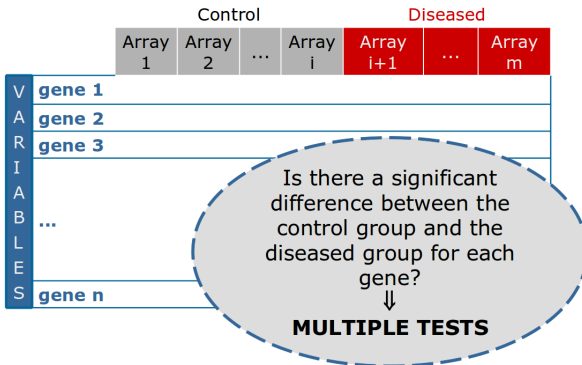 Control Diseased
Array 1 Array 2 ... Array i Array i+1 ... Array m
VARIABLES
gene 1
gene 2
gene 3
...
gene n
Is there a significant
difference between the
control group and the
diseased group for each
gene?
⇓
MULTIPLE TESTS